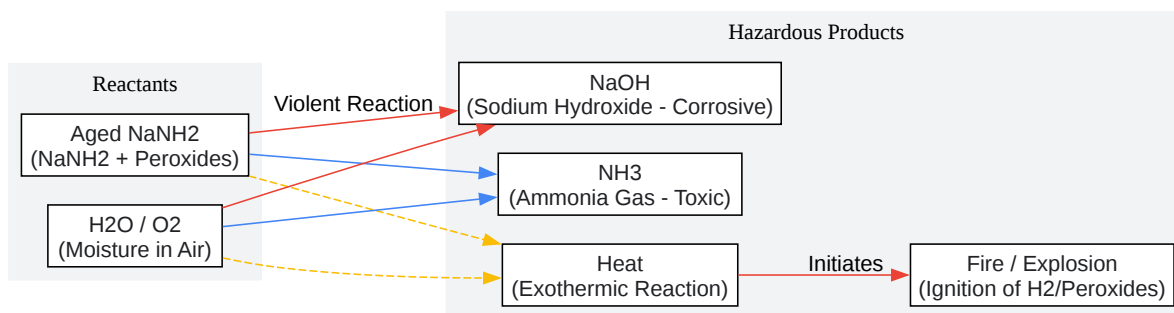 Hazardous Products
Reactants
Violent Reaction
Aged NaNH2
(NaNH2 + Peroxides)
H2O / O2
(Moisture in Air)
NaOH
(Sodium Hydroxide - Corrosive)
NH3
(Ammonia Gas - Toxic)
Heat
(Exothermic Reaction)
Initiates
Fire / Explosion
(Ignition of H2/Peroxides)